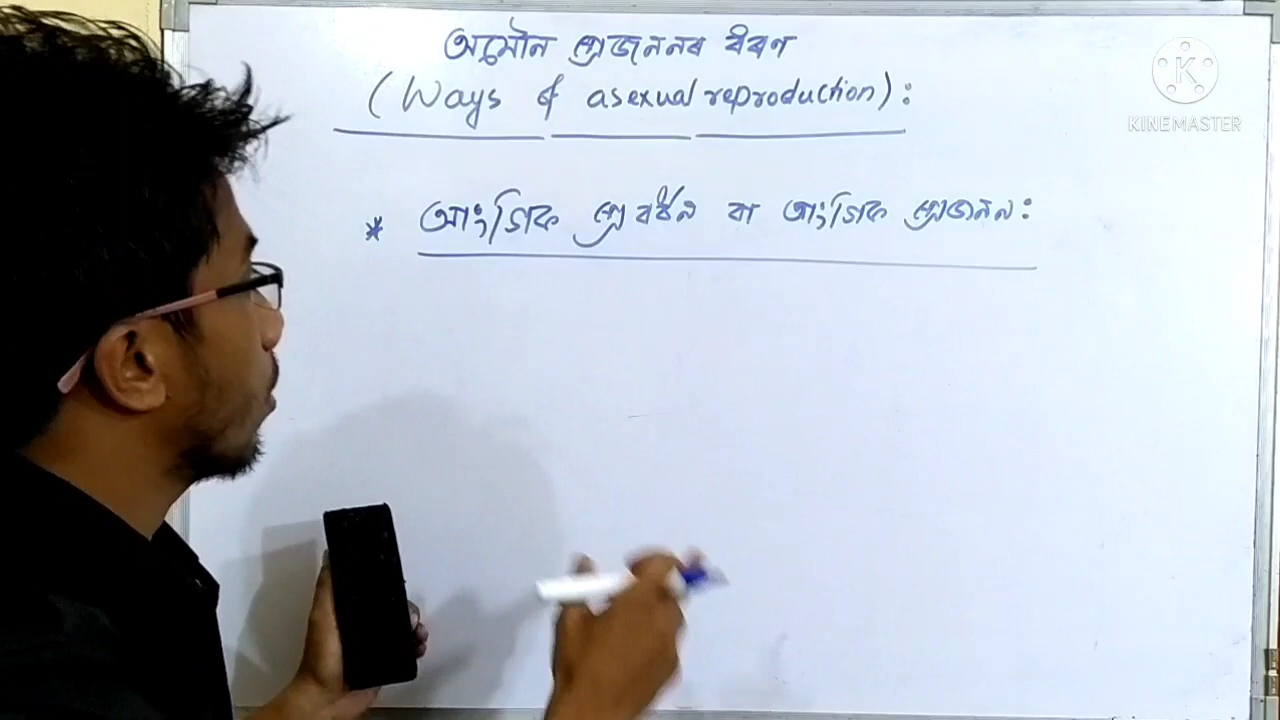 অযৌন প্ৰজননৰ ধৰণ
(Ways of asexual reproduction):
* আংগিক প্ৰবৰ্ধন বা আংগিক প্ৰজনন:
K
KINEMASTER